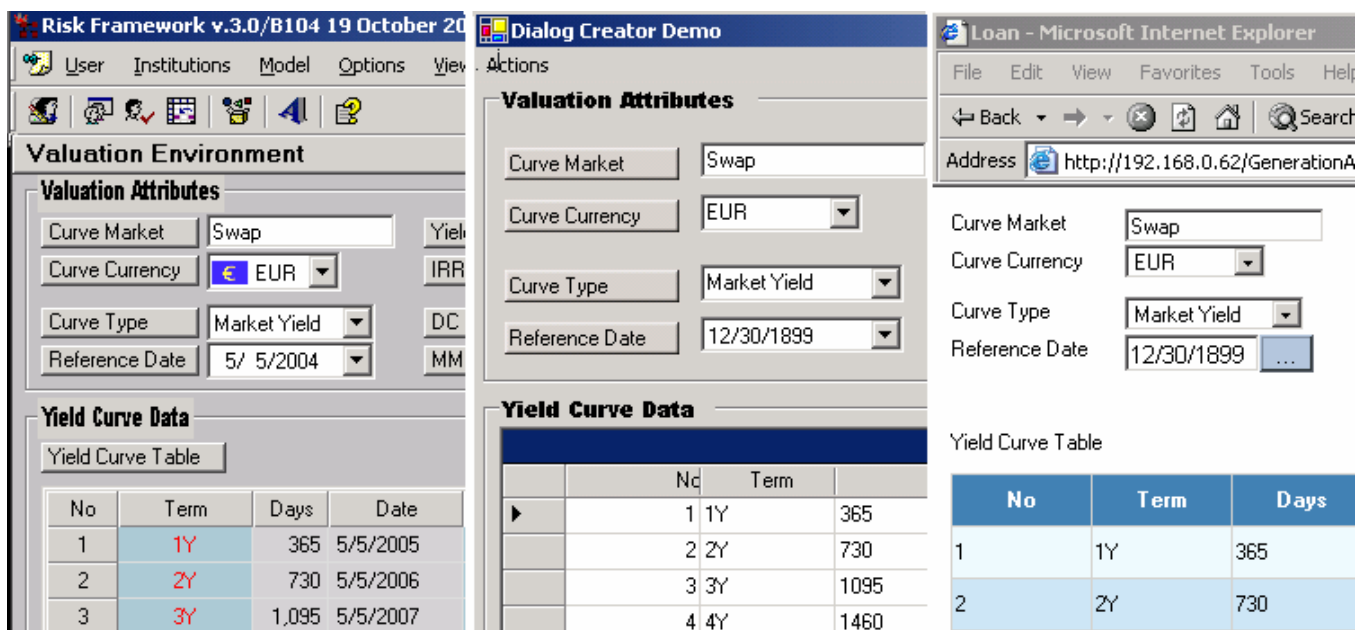 Risk Framework v.3.0/B104 19 October 20
User Institutions Model Options View
Valuation Environment
Valuation Attributes
Curve Market Swap Yiel
Curve Currency € EUR IRR
Curve Type Market Yield DC
Reference Date 5/ 5/2004 MM
Yield Curve Data
Yield Curve Table
No Term Days Date
1 1Y 365 5/5/2005
2 2Y 730 5/5/2006
3 3Y 1,095 5/5/2007
Dialog Creator Demo
Actions
Valuation Attributes
Curve Market Swap
Curve Currency EUR
Curve Type Market Yield
Reference Date 12/30/1899
Yield Curve Data
No Term
1 1Y 365
2 2Y 730
3 3Y 1095
4 4Y 1460
Loan - Microsoft Internet Explorer
File Edit View Favorites Tools Help
Back Search
Address http://192.168.0.62/GenerationA
Curve Market Swap
Curve Currency EUR
Curve Type Market Yield
Reference Date 12/30/1899 ...
Yield Curve Table
No Term Days
1 1Y 365
2 2Y 730